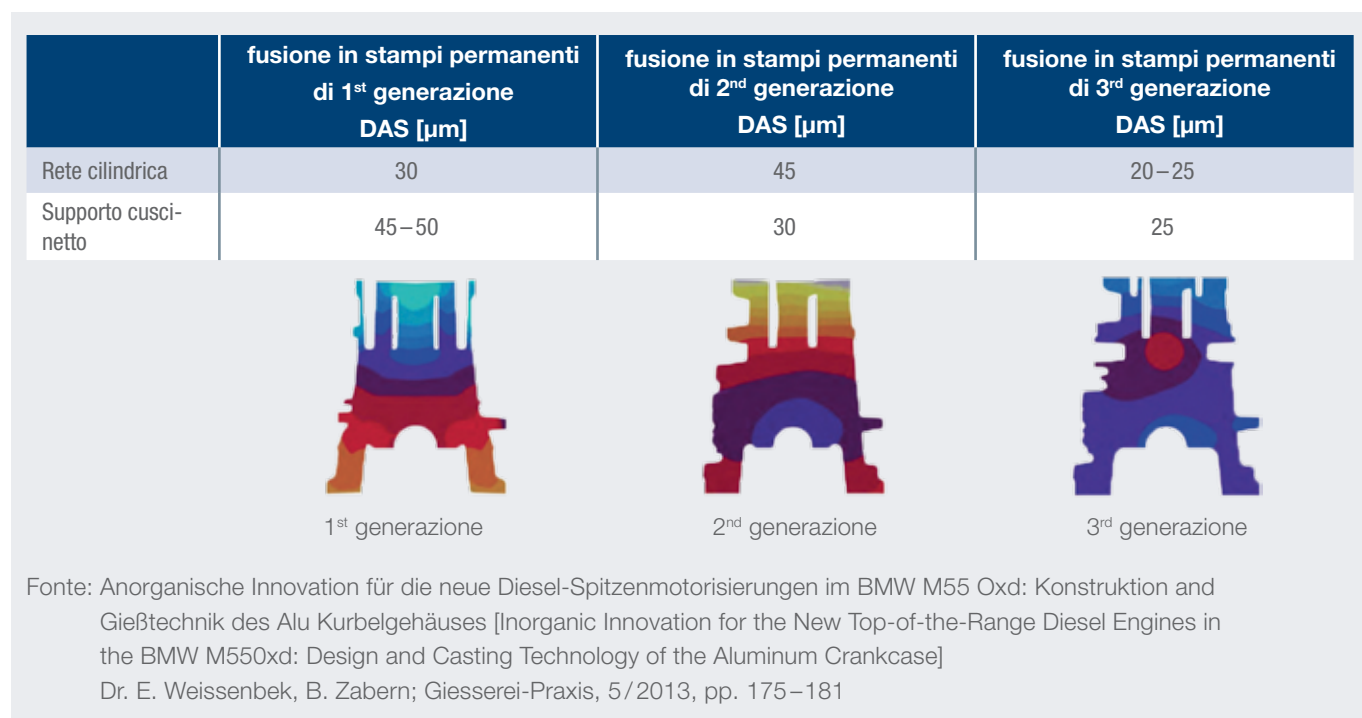 fusione in stampi permanenti
di 1st generazione
DAS [µm]
fusione in stampi permanenti
di 2nd generazione
DAS [µm]
fusione in stampi permanenti
di 3rd generazione
DAS [µm]
Rete cilindrica 30 45 20–25
Supporto cusci-
netto 45–50 30 25
1st generazione 2nd generazione 3rd generazione
Fonte: Anorganische Innovation für die neue Diesel-Spitzenmotorisierungen im BMW M55 Oxd: Konstruktion and
Gießtechnik des Alu Kurbelgehäuses [Inorganic Innovation for the New Top-of-the-Range Diesel Engines in
the BMW M550xd: Design and Casting Technology of the Aluminum Crankcase]
Dr. E. Weissenbek, B. Zabern; Giesserei-Praxis, 5/2013, pp. 175–181